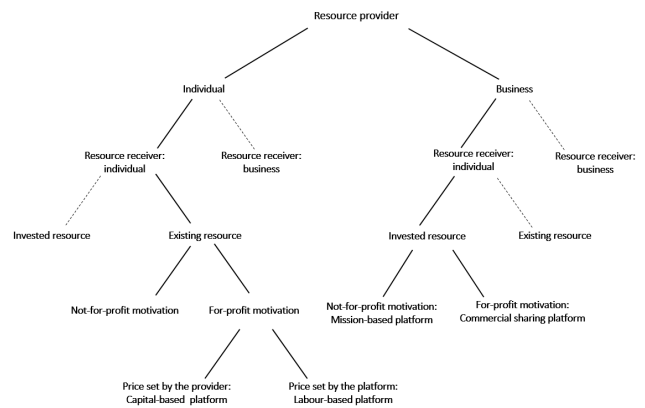 Resource provider
Individual
Business
Resource receiver:
individual
Resource receiver:
business
Resource receiver:
individual
Resource receiver:
business
Invested resource
Existing resource
Invested resource
Existing resource
Not-for-profit motivation
For-profit motivation
Not-for-profit motivation:
Mission-based platform
For-profit motivation:
Commercial sharing platform
Price set by the provider:
Capital-based platform
Price set by the platform:
Labour-based platform